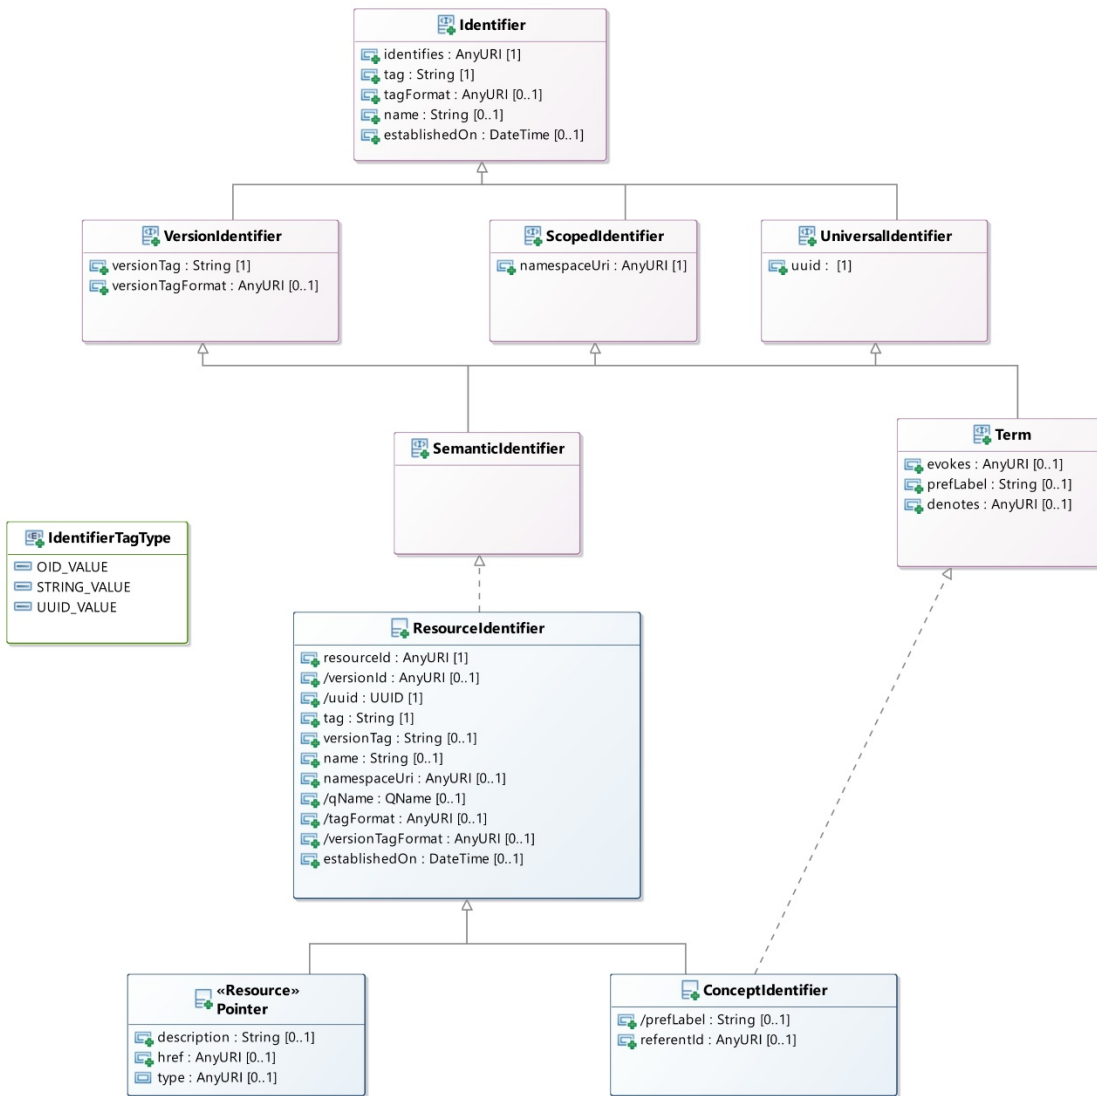 Identifier
identifies : AnyURI [1]
tag : String [1]
tagFormat : AnyURI [0..1]
name : String [0..1]
establishedOn : DateTime [0..1]
VersionIdentifier
versionTag : String [1]
versionTagFormat : AnyURI [0..1]
ScopedIdentifier
namespaceUri : AnyURI [1]
UniversalIdentifier
uuid :  [1]
SemanticIdentifier
Term
evokes : AnyURI [0..1]
prefLabel : String [0..1]
denotes : AnyURI [0..1]
IdentifierTagType
OID_VALUE
STRING_VALUE
UUID_VALUE
ResourceIdentifier
resourceId : AnyURI [1]
/versionId : AnyURI [0..1]
/uuid : UUID [1]
tag : String [1]
versionTag : String [0..1]
name : String [0..1]
namespaceUri : AnyURI [0..1]
/qName : QName [0..1]
/tagFormat : AnyURI [0..1]
/versionTagFormat : AnyURI [0..1]
establishedOn : DateTime [0..1]
«Resource»
Pointer
description : String [0..1]
href : AnyURI [0..1]
type : AnyURI [0..1]
ConceptIdentifier
/prefLabel : String [0..1]
referentId : AnyURI [0..1]